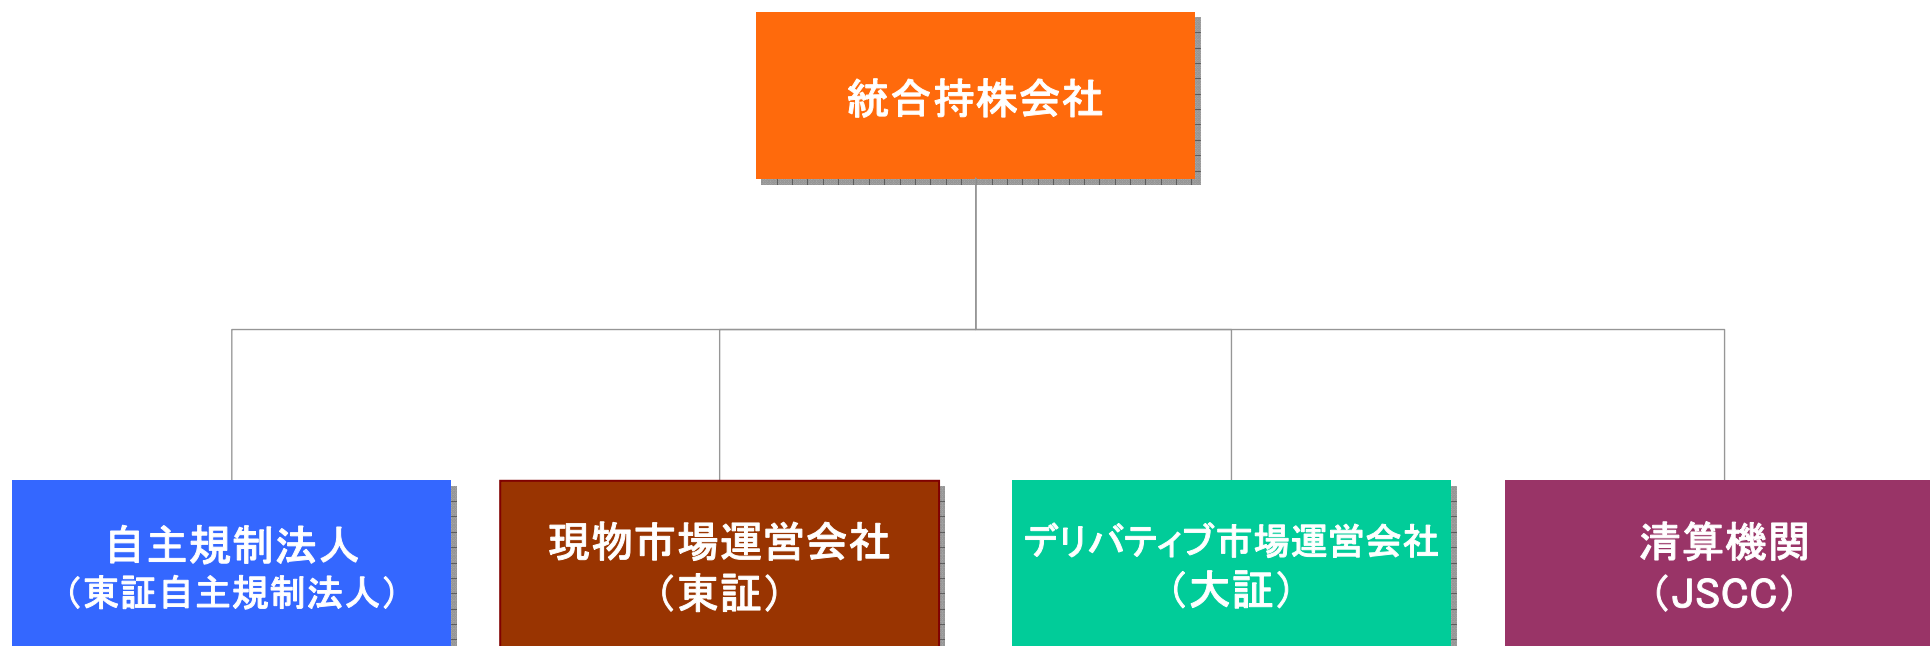 統合持株会社
自主規制法人
（東証自主規制法人）
現物市場運営会社
（東証）
デリバティブ市場運営会社
（大証）
清算機関
（JSCC）